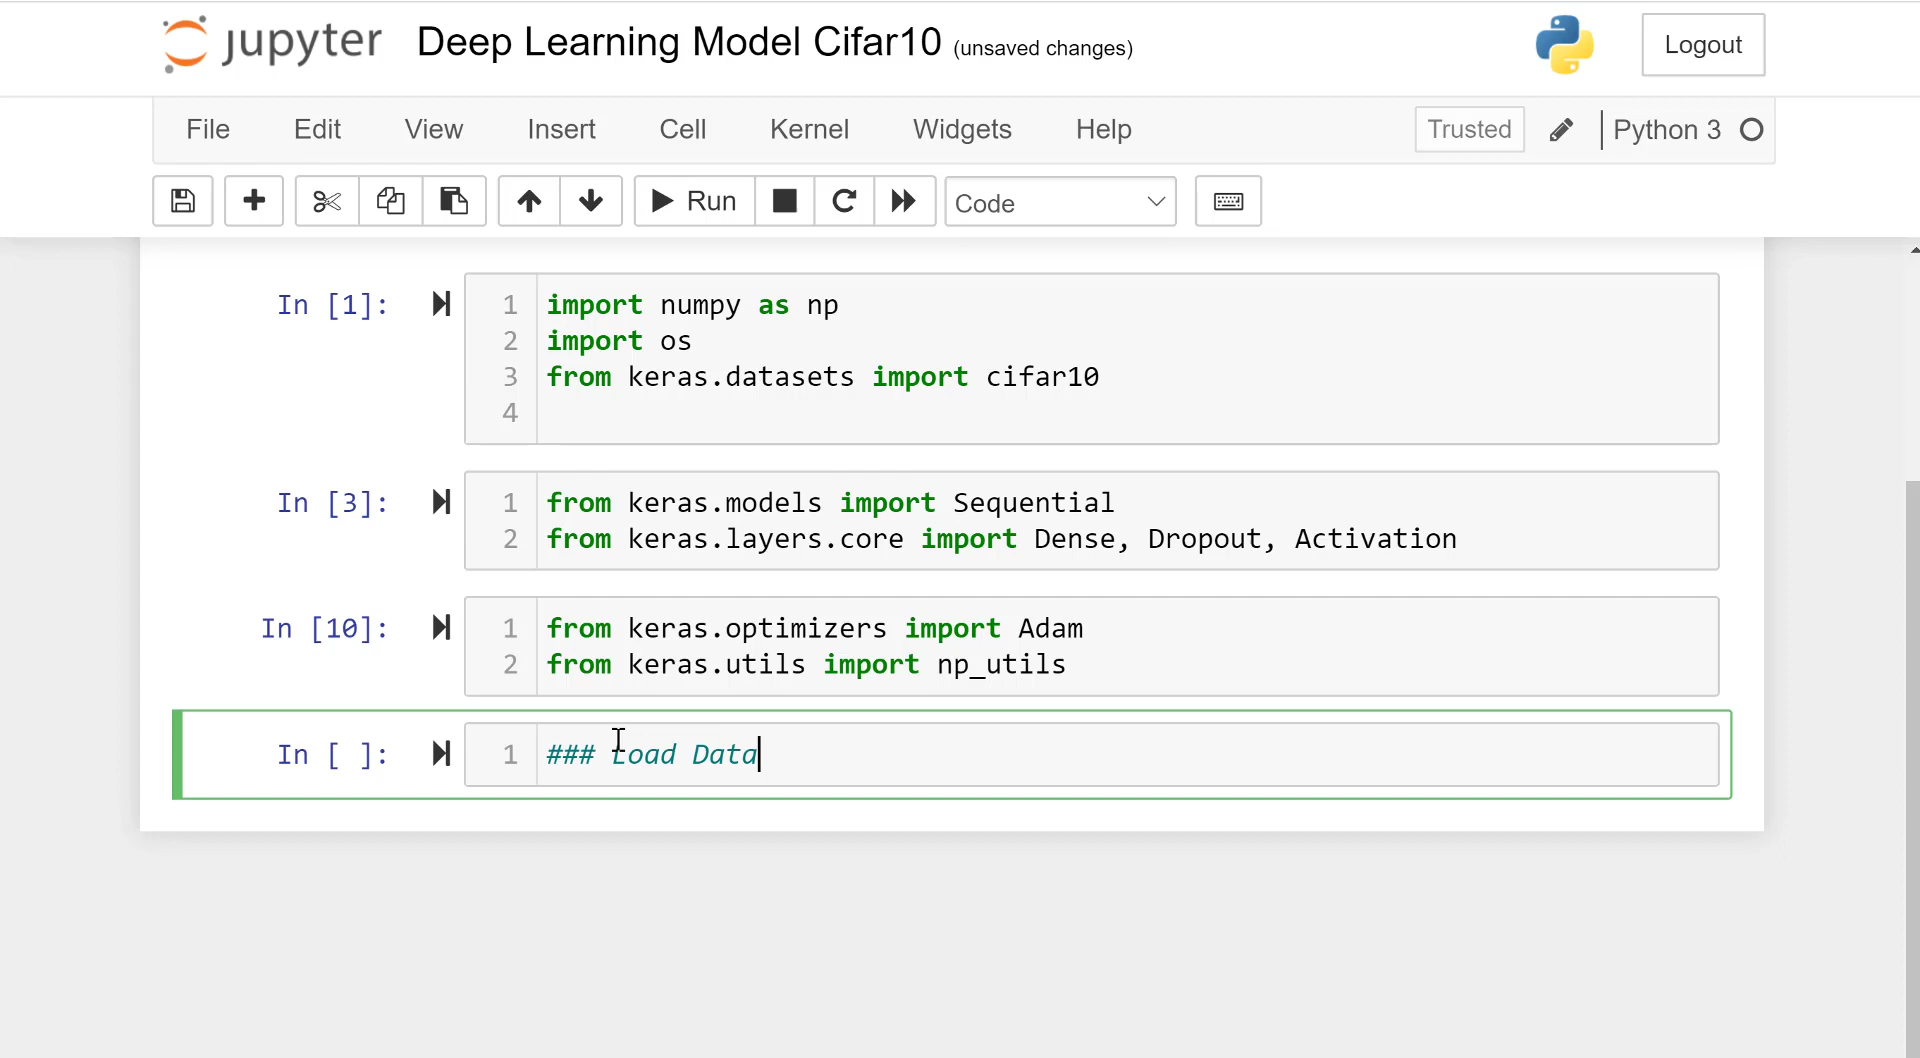 jupyter Deep Learning Model Cifar10 (unsaved changes) Logout
File Edit View Insert Cell Kernel Widgets Help Trusted Python 3
Run Code
In [1]: 1 import numpy as np
2 import os
3 from keras.datasets import cifar10
4
In [3]: 1 from keras.models import Sequential
2 from keras.layers.core import Dense, Dropout, Activation
In [10]: 1 from keras.optimizers import Adam
2 from keras.utils import np_utils
In [ ]: 1 ### Load Data